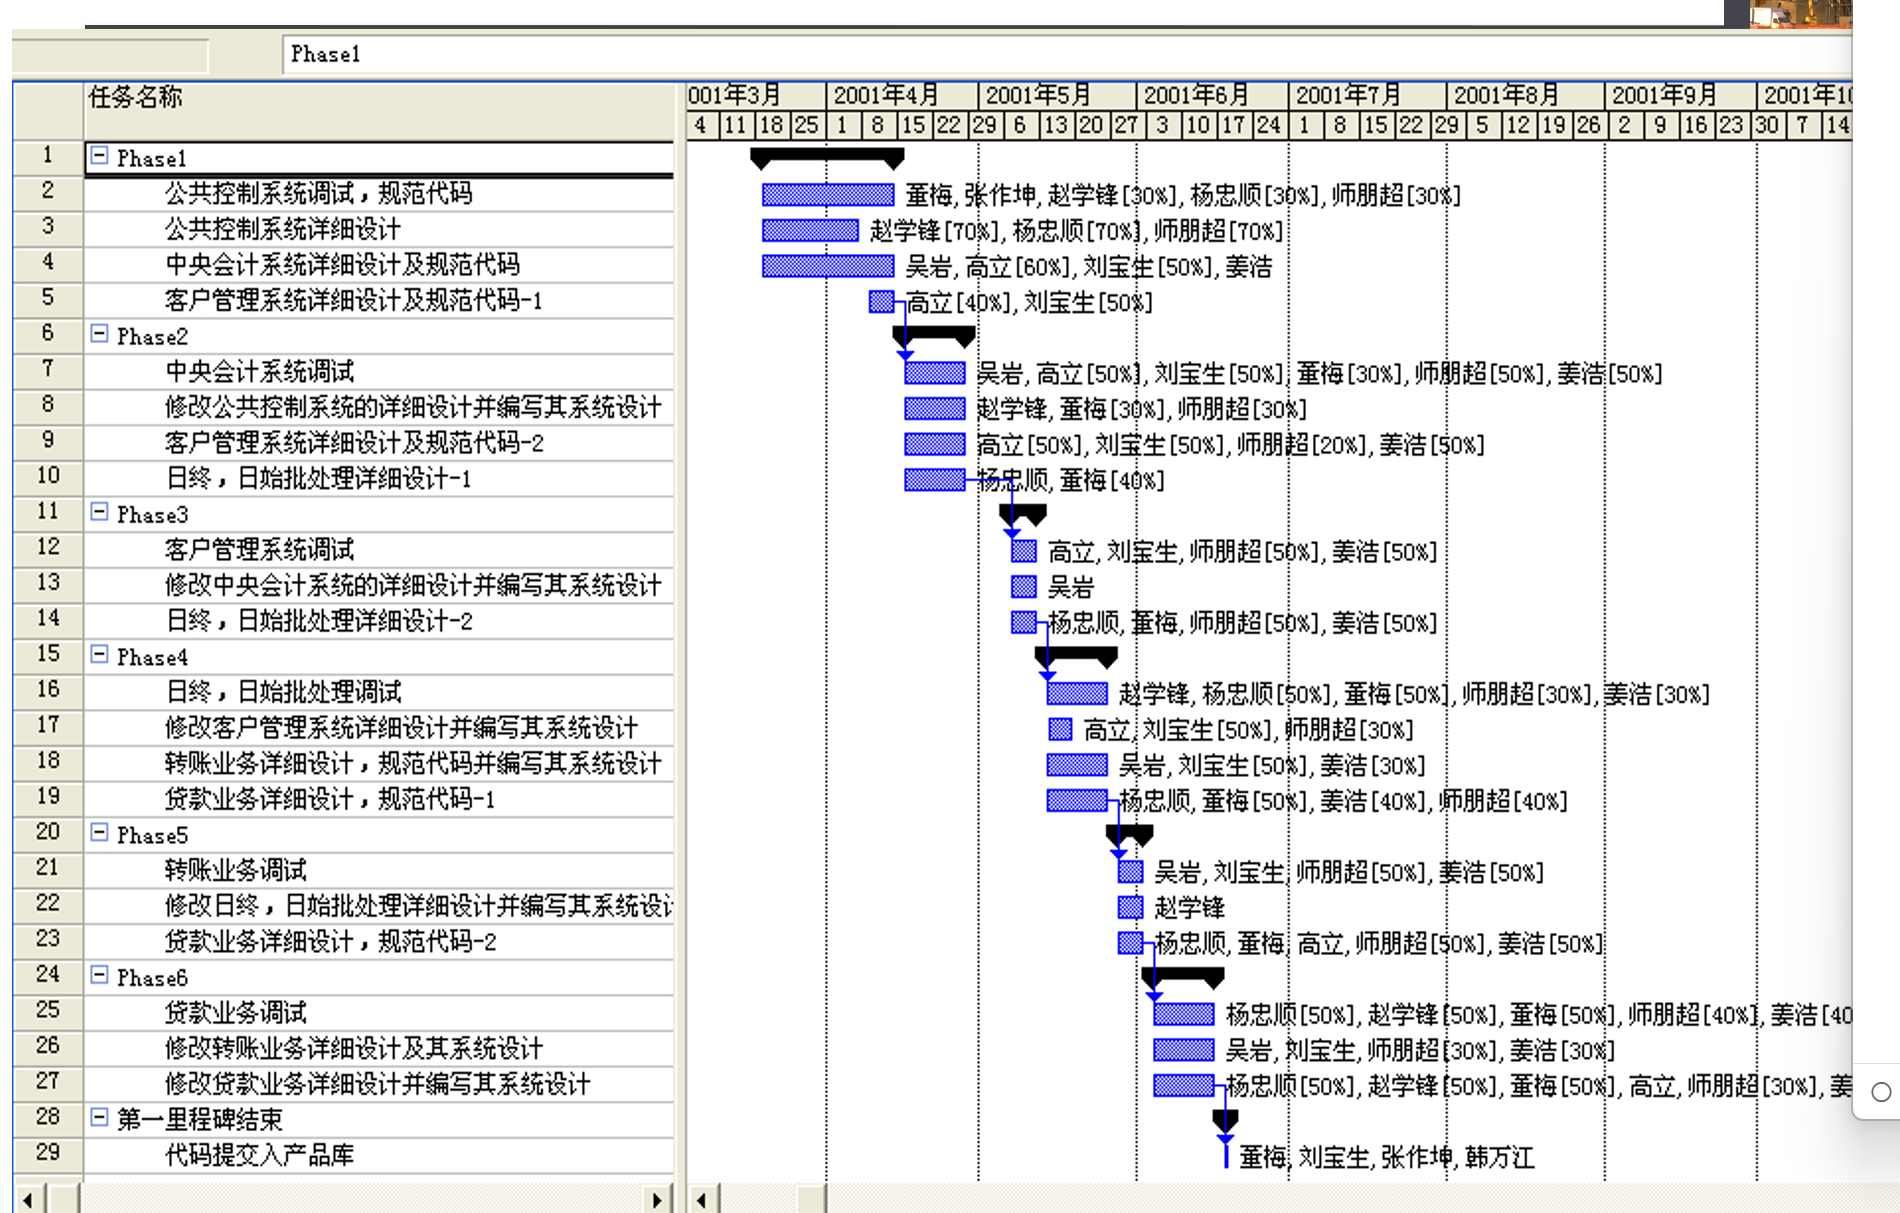 Phase1
任务名称
001年3月 2001年4月 2001年5月 2001年6月 2001年7月 2001年8月 2001年9月 2001年10
4 11 18 25 1 8 15 22 29 6 13 20 27 3 10 17 24 1 8 15 22 29 5 12 19 26 2 9 16 23 30 7 14
1 Phase1
2 公共控制系统调试，规范代码 董梅, 张作坤, 赵学锋[30%], 杨忠顺[30%], 师朋超[30%]
3 公共控制系统详细设计 赵学锋[70%], 杨忠顺[70%], 师朋超[70%]
4 中央会计系统详细设计及规范代码 吴岩, 高立[60%], 刘宝生[50%], 姜浩
5 客户管理系统详细设计及规范代码-1 高立[40%], 刘宝生[50%]
6 Phase2
7 中央会计系统调试 吴岩, 高立[50%], 刘宝生[50%], 董梅[30%], 师朋超[50%], 姜浩[50%]
8 修改公共控制系统的详细设计并编写其系统设计 赵学锋, 董梅[30%], 师朋超[30%]
9 客户管理系统详细设计及规范代码-2 高立[50%], 刘宝生[50%], 师朋超[20%], 姜浩[50%]
10 日终，日始批处理详细设计-1 杨忠顺, 董梅[40%]
11 Phase3
12 客户管理系统调试 高立, 刘宝生, 师朋超[50%], 姜浩[50%]
13 修改中央会计系统的详细设计并编写其系统设计 吴岩
14 日终，日始批处理详细设计-2 杨忠顺, 董梅, 师朋超[50%], 姜浩[50%]
15 Phase4
16 日终，日始批处理调试 赵学锋, 杨忠顺[50%], 董梅[50%], 师朋超[30%], 姜浩[30%]
17 修改客户管理系统详细设计并编写其系统设计 高立, 刘宝生[50%], 师朋超[30%]
18 转账业务详细设计，规范代码并编写其系统设计 吴岩, 刘宝生[50%], 姜浩[30%]
19 贷款业务详细设计，规范代码-1 杨忠顺, 董梅[50%], 姜浩[40%], 师朋超[40%]
20 Phase5
21 转账业务调试 吴岩, 刘宝生, 师朋超[50%], 姜浩[50%]
22 修改日终，日始批处理详细设计并编写其系统设计 赵学锋
23 贷款业务详细设计，规范代码-2 杨忠顺, 董梅, 高立, 师朋超[50%], 姜浩[50%]
24 Phase6
25 贷款业务调试 杨忠顺[50%], 赵学锋[50%], 董梅[50%], 师朋超[40%], 姜浩[40
26 修改转账业务详细设计及其系统设计 吴岩, 刘宝生, 师朋超[30%], 姜浩[30%]
27 修改贷款业务详细设计并编写其系统设计 杨忠顺[50%], 赵学锋[50%], 董梅[50%], 高立, 师朋超[30%], 姜
28 第一里程碑结束
29 代码提交入产品库 董梅, 刘宝生, 张作坤, 韩万江